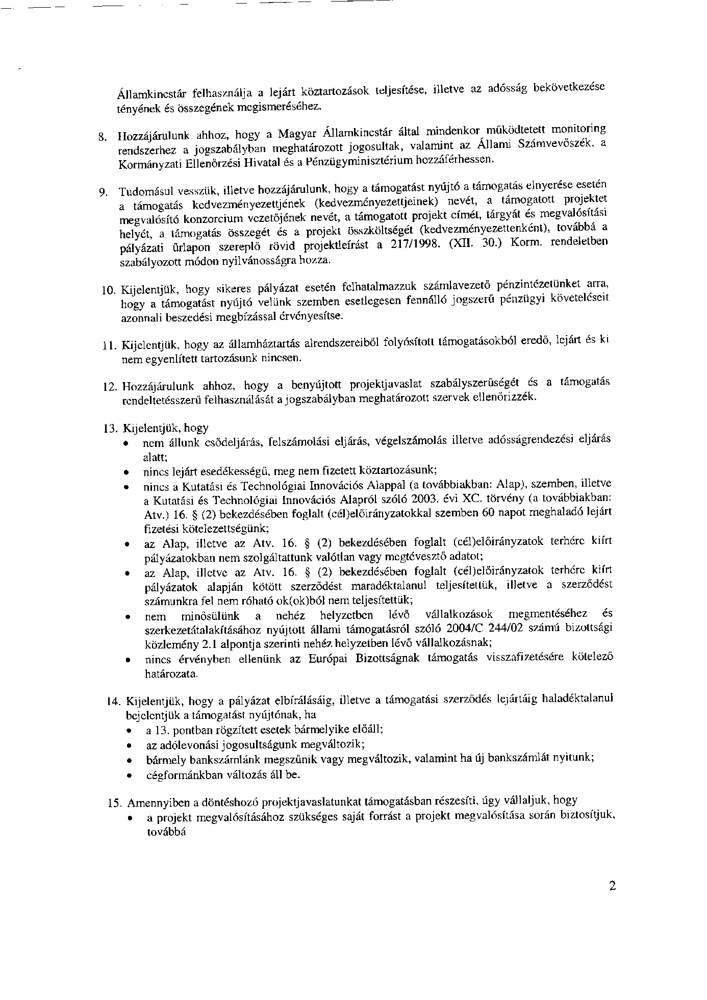 Államkincstár felhasználja a lejárt köztartozások teljesítése, illetve az adósság bekövetkezése
tényének és összegének megismeréséhez.
8. Hozzájárulunk ahhoz, hogy a Magyar Államkincstár által mindenkor működtetett monitoring
rendszerhez a jogszabályban meghatározott jogosultak, valamint az Állami Számvevőszék, a
Kormányzati Ellenőrzési Hivatal és a Pénzügyminisztérium hozzáférhessen.
9. Tudomásul vesszük, illetve hozzájárulunk, hogy a támogatást nyújtó a támogatás elnyerése esetén
a támogatás kedvezményezettjének (kedvezményezettjeinek) nevét, a támogatott projektet
megvalósító konzorcium vezetőjének nevét, a támogatott projekt címét, tárgyát és megvalósítási
helyét, a támogatás összegét és a projekt összköltségét (kedvezményezettenként), továbbá a
pályázati űrlapon szereplő rövid projektleírást a 217/1998. (XII. 30.) Korm. rendeletben
szabályozott módon nyilvánosságra hozza.
10. Kijelentjük, hogy sikeres pályázat esetén felhatalmazzuk számlavezető pénzintézetünket arra,
hogy a támogatást nyújtó velünk szemben esetlegesen fennálló jogszerű pénzügyi követeléseit
azonnali beszedési megbízással érvényesítse.
11. Kijelentjük, hogy az államháztartás alrendszereiből folyósított támogatásokból eredő, lejárt és ki
nem egyenlített tartozásunk nincsen.
12. Hozzájárulunk ahhoz, hogy a benyújtott projektjavaslat szabályszerűségét és a támogatás
rendeltetésszerű felhasználását a jogszabályban meghatározott szervek ellenőrizzék.
13. Kijelentjük, hogy
• nem állunk csődeljárás, felszámolási eljárás, végelszámolás illetve adósságrendezési eljárás
alatt;
• nincs lejárt esedékességű, meg nem fizetett köztartozásunk;
• nincs a Kutatási és Technológiai Innovációs Alappal (a továbbiakban: Alap), szemben, illetve
a Kutatási és Technológiai Innovációs Alapról szóló 2003. évi XC. törvény (a továbbiakban:
Atv.) 16. § (2) bekezdésében foglalt (cél)előirányzatokkal szemben 60 napot meghaladó lejárt
fizetési kötelezettségünk;
• az Alap, illetve az Atv. 16. § (2) bekezdésében foglalt (cél)előirányzatok terhére kiírt
pályázatokban nem szolgáltattunk valótlan vagy megtévesztő adatot;
• az Alap, illetve az Atv. 16. § (2) bekezdésében foglalt (cél)előirányzatok terhére kiírt
pályázatok alapján kötött szerződést maradéktalanul teljesítettük, illetve a szerződést
számunkra fel nem róható ok(ok)ból nem teljesítettük;
• nem minősülünk a nehéz helyzetben lévő vállalkozások megmentéséhez és
szerkezetátalakításához nyújtott állami támogatásról szóló 2004/C 244/02 számú bizottsági
közlemény 2.1 alpontja szerinti nehéz helyzetben lévő vállalkozásnak;
• nincs érvényben ellenünk az Európai Bizottságnak támogatás visszafizetésére kötelező
határozata.
14. Kijelentjük, hogy a pályázat elbírálásáig, illetve a támogatási szerződés lejártáig haladéktalanul
bejelentjük a támogatást nyújtónak, ha
• a 13. pontban rögzített esetek bármelyike előáll;
• az adólevonási jogosultságunk megváltozik;
• bármely bankszámlánk megszűnik vagy megváltozik, valamint ha új bankszámlát nyitunk;
• cégformánkban változás áll be.
15. Amennyiben a döntéshozó projektjavaslatunkat támogatásban részesíti, úgy vállaljuk, hogy
• a projekt megvalósításához szükséges saját forrást a projekt megvalósítása során biztosítjuk,
továbbá
2